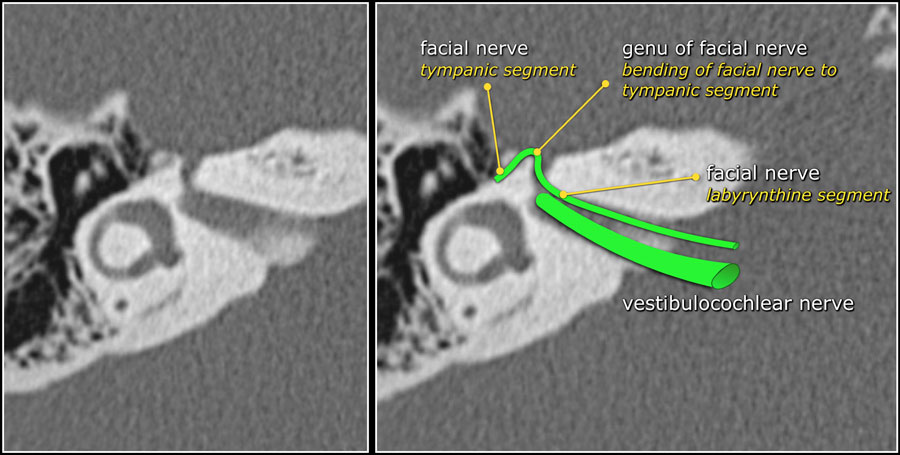 facial nerve
tympanic segment
genu of facial nerve
bending of facial nerve to
tympanic segment
facial nerve
labyrynthine segment
vestibulocochlear nerve